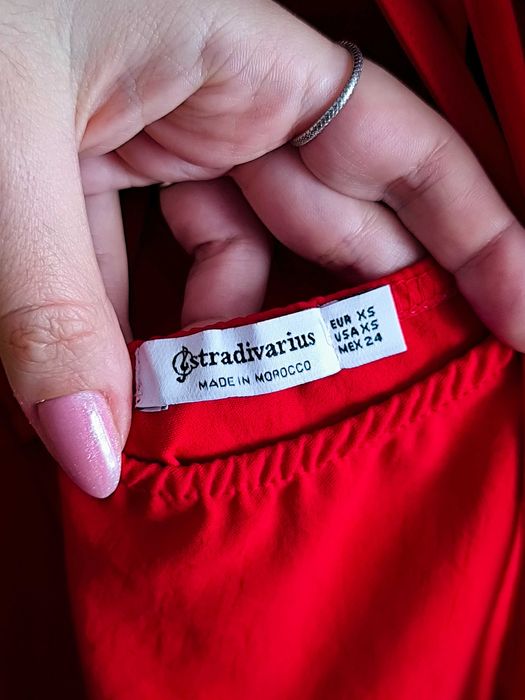 stradivarius
MADE IN MOROCCO
EUR XS
USA XS
MEX 24